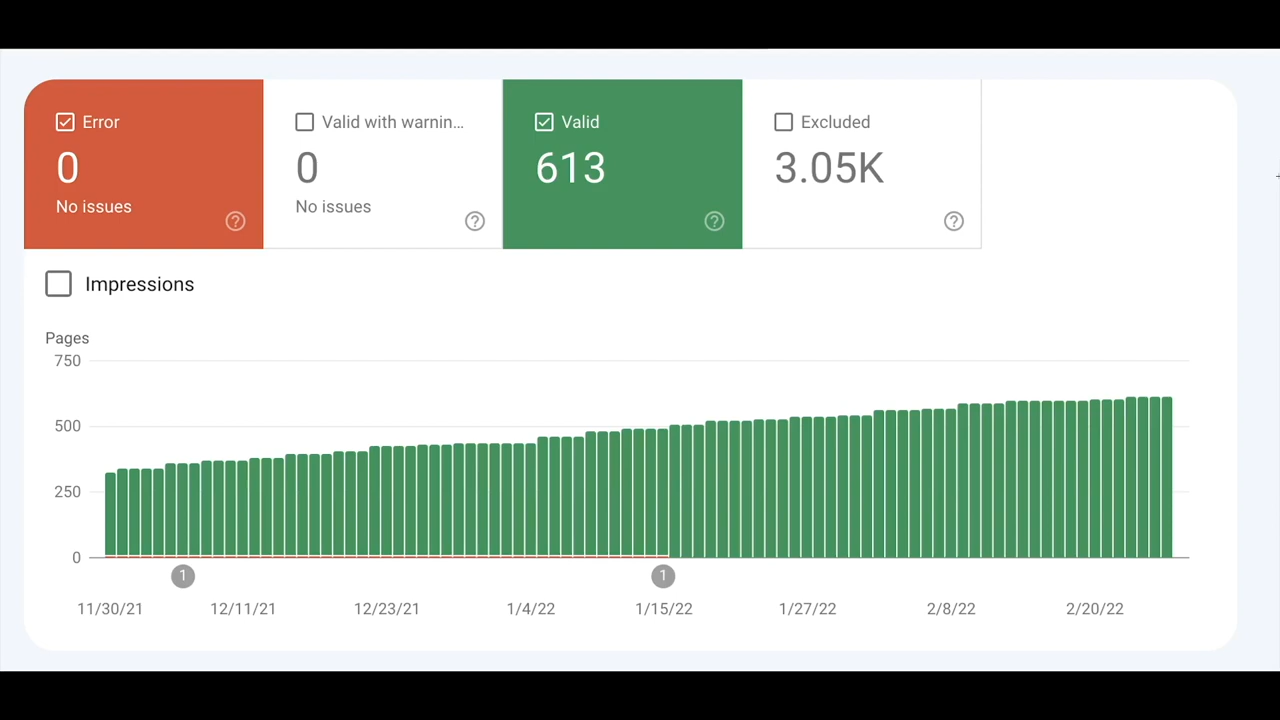 Error
0
No issues
Valid with warnin...
0
No issues
Valid
613
Excluded
3.05K
Impressions
Pages
750
500
250
0
1
1
11/30/21
12/11/21
12/23/21
1/4/22
1/15/22
1/27/22
2/8/22
2/20/22